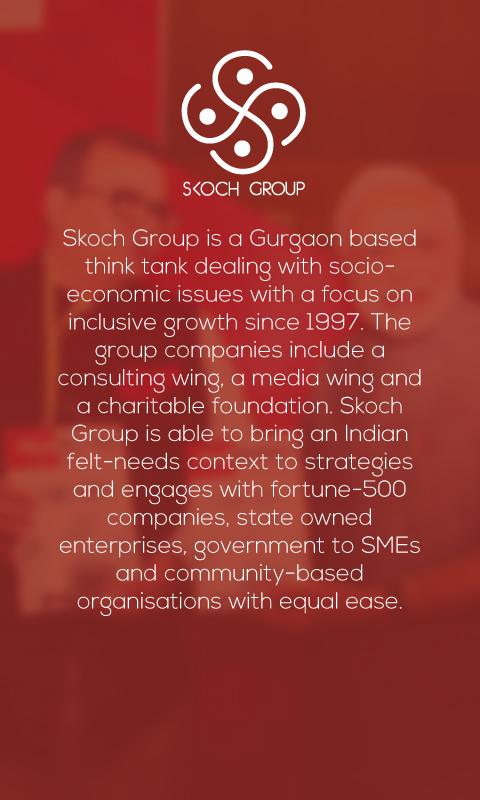 SKOCH GROUP
Skoch Group is a Gurgaon based
think tank dealing with socio-
economic issues with a focus on
inclusive growth since 1997. The
group companies include a
consulting wing, a media wing and
a charitable foundation. Skoch
Group is able to bring an Indian
felt-needs context to strategies
and engages with fortune-500
companies, state owned
enterprises, government to SMEs
and community-based
organisations with equal ease.